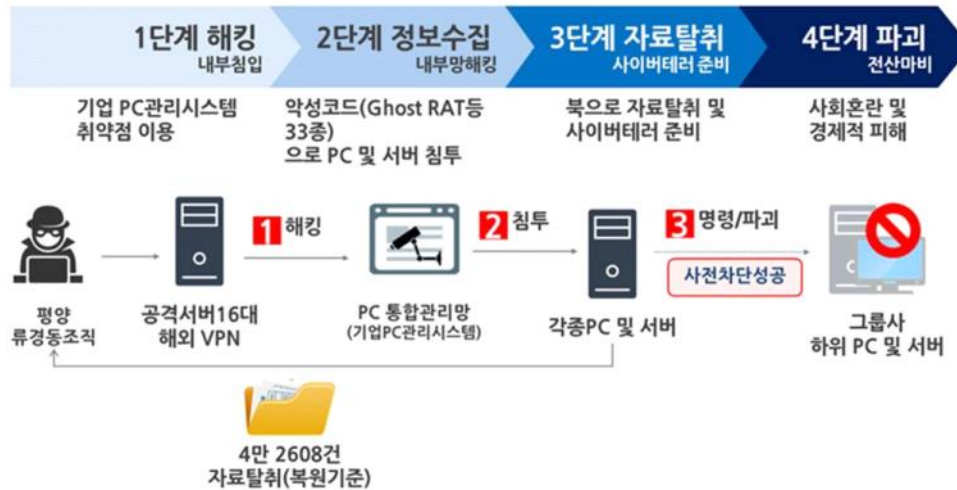 1단계 해킹
내부침입
2단계 정보수집
내부망해킹
3단계 자료탈취
사이버테러 준비
4단계 파괴
전산마비
기업 PC관리시스템
취약점 이용
악성코드(Ghost RAT등
33종)
으로 PC 및 서버 침투
북으로 자료탈취 및
사이버테러 준비
사회혼란 및
경제적 피해
1 해킹
2 침투
3 명령/파괴
사전차단성공
평양
류경동조직
공격서버16대
해외 VPN
PC 통합관리망
(기업PC관리시스템)
각종PC 및 서버
그룹사
하위 PC 및 서버
4만 2608건
자료탈취(복원기준)